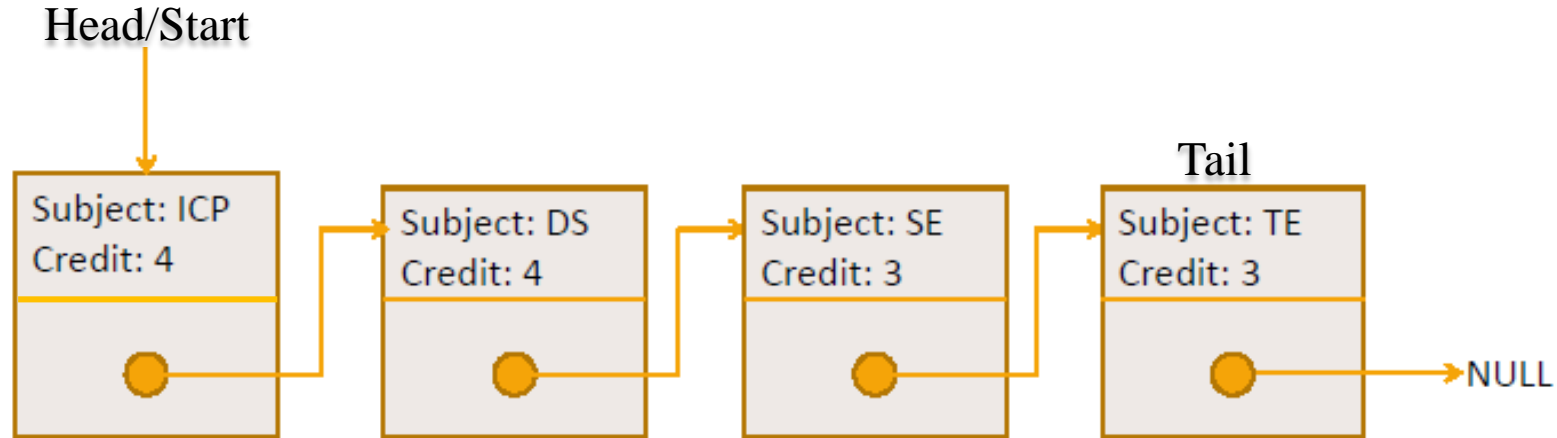 Head/Start
Tail
Subject: ICP
Credit: 4
Subject: DS
Credit: 4
Subject: SE
Credit: 3
Subject: TE
Credit: 3
NULL